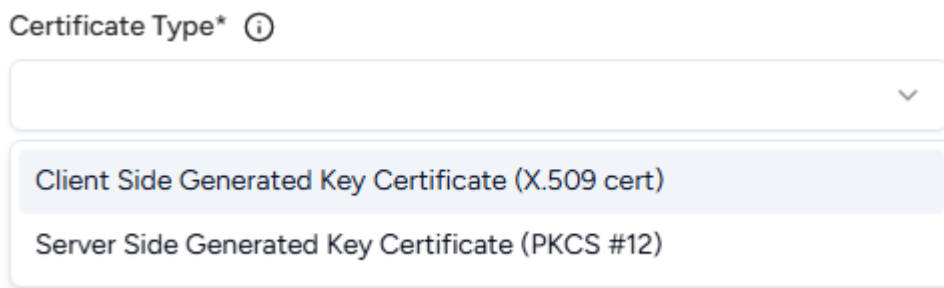 Certificate Type*
Client Side Generated Key Certificate (X.509 cert)
Server Side Generated Key Certificate (PKCS #12)